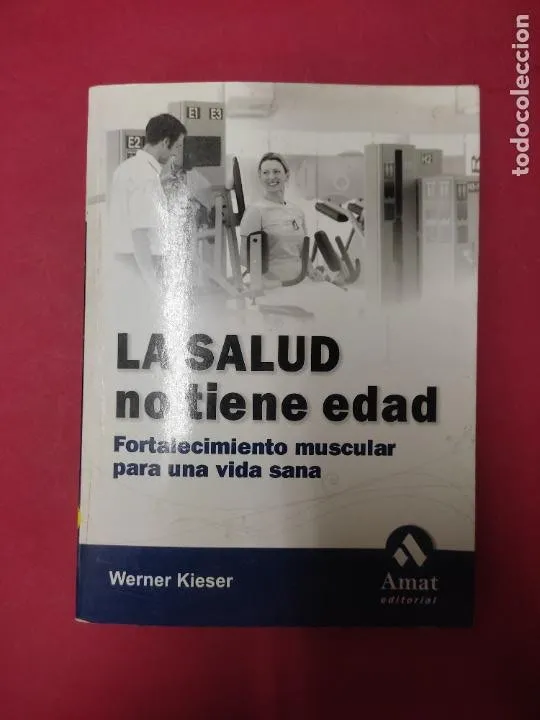 E1 E3
E2
H2
LA SALUD
no tiene edad
Fortalecimiento muscular
para una vida sana
Werner Kieser
Amat
editorial
todocoleccion